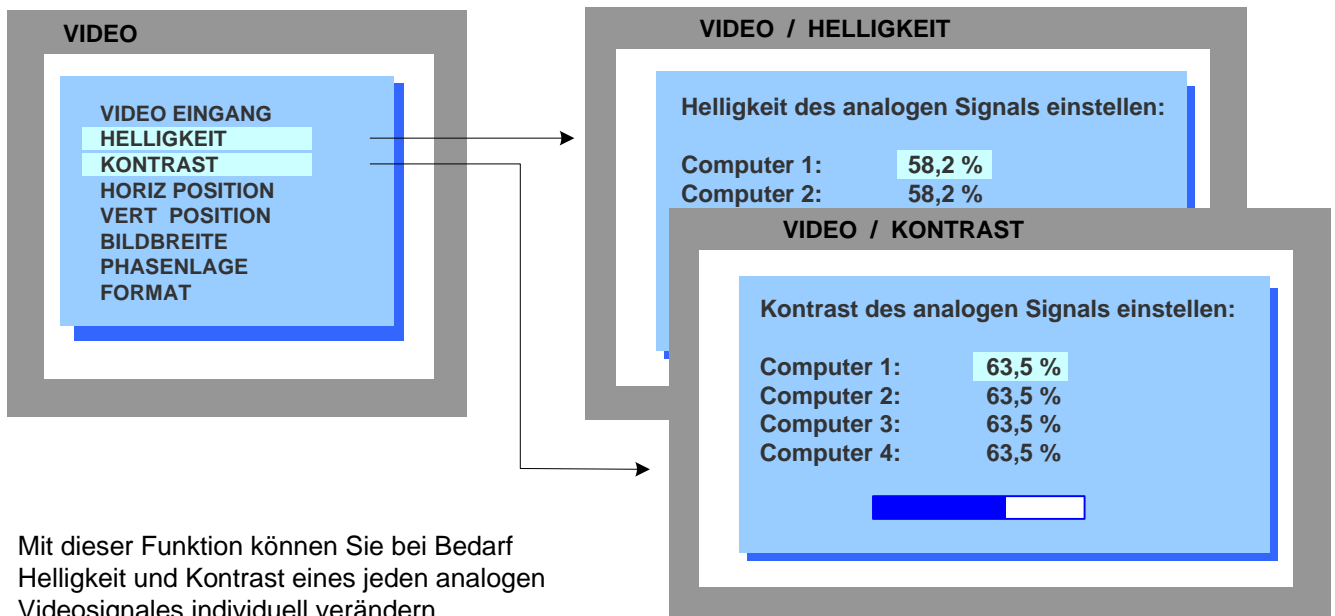 VIDEO
VIDEO EINGANG
HELLIGKEIT
KONTRAST
HORIZ POSITION
VERT POSITION
BILDBREITE
PHASENLAGE
FORMAT
VIDEO / HELLIGKEIT
Helligkeit des analogen Signals einstellen:
Computer 1: 58,2 %
Computer 2: 58,2 %
VIDEO / KONTRAST
Kontrast des analogen Signals einstellen:
Computer 1: 63,5 %
Computer 2: 63,5 %
Computer 3: 63,5 %
Computer 4: 63,5 %
Mit dieser Funktion können Sie bei Bedarf
Helligkeit und Kontrast eines jeden analogen
Videosignales individuell verändern